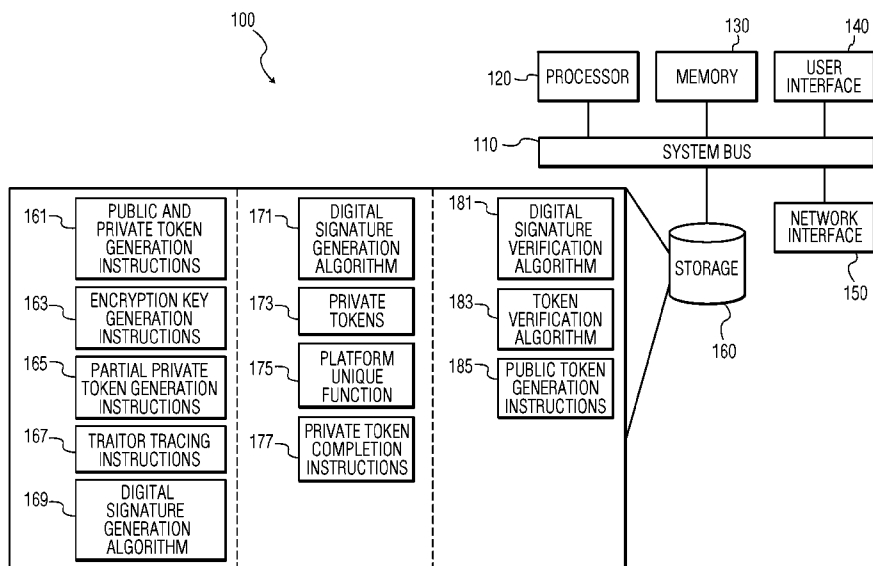 100
130
140
120
PROCESSOR
MEMORY
USER
INTERFACE
110
SYSTEM BUS
161
PUBLIC AND
PRIVATE TOKEN
GENERATION
INSTRUCTIONS
163
ENCRYPTION KEY
GENERATION
INSTRUCTIONS
165
PARTIAL PRIVATE
TOKEN GENERATION
INSTRUCTIONS
167
TRAITOR TRACING
INSTRUCTIONS
169
DIGITAL
SIGNATURE
GENERATION
ALGORITHM
171
DIGITAL
SIGNATURE
GENERATION
ALGORITHM
173
PRIVATE
TOKENS
175
PLATFORM
UNIQUE
FUNCTION
177
PRIVATE TOKEN
COMPLETION
INSTRUCTIONS
181
DIGITAL
SIGNATURE
VERIFICATION
ALGORITHM
183
TOKEN
VERIFICATION
ALGORITHM
185
PUBLIC TOKEN
GENERATION
INSTRUCTIONS
STORAGE
160
NETWORK
INTERFACE
150